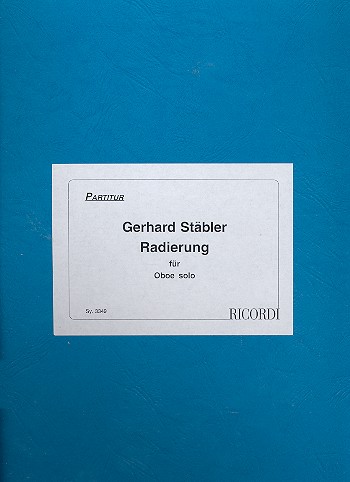 PARTITUR
Gerhard Stäbler
Radierung
für
Oboe solo
Sy. 3349
RICORDI